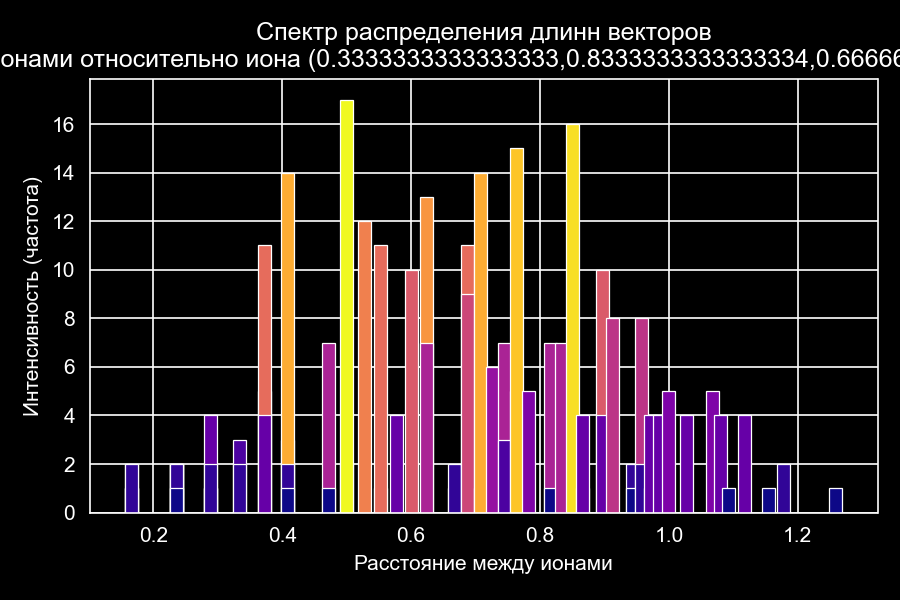 Спектр распределения длинн векторов
онами относительно иона (0.3333333333333333,0.8333333333333334,0.66666
Интенсивность (частота)
16
14
12
10
8
6
4
2
0
0.2 0.4 0.6 0.8 1.0 1.2
Расстояние между ионами